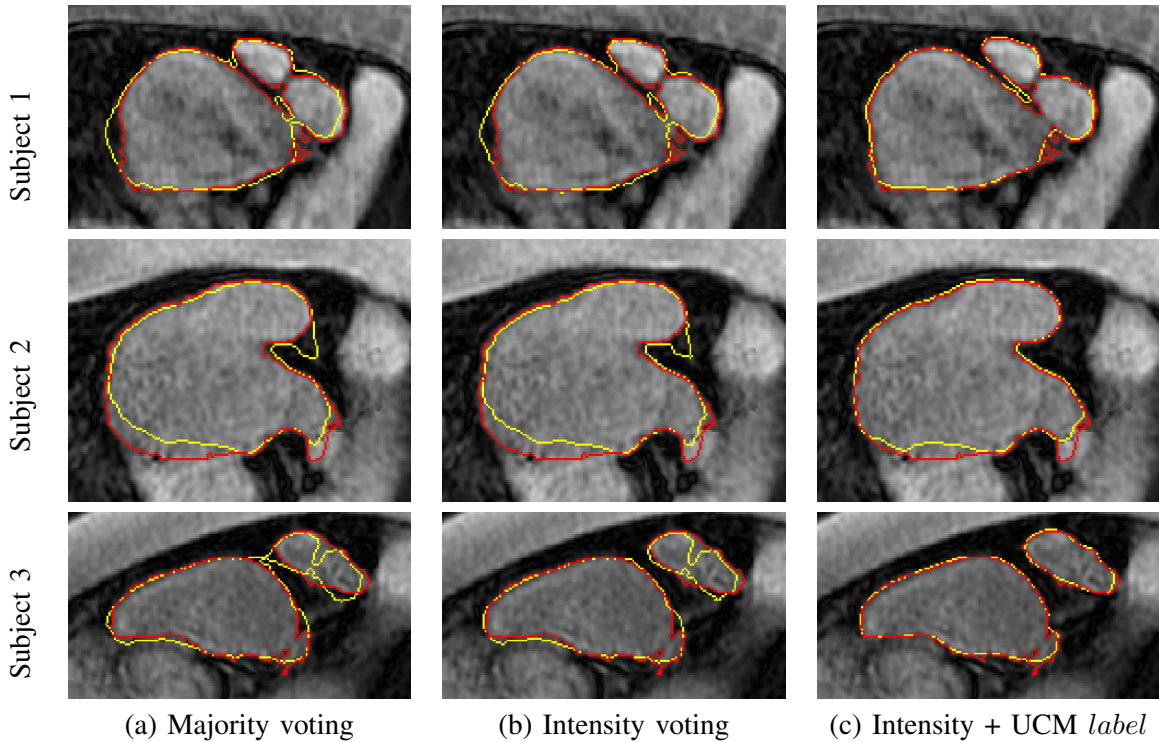 Subject 1
Subject 2
Subject 3
(a) Majority voting
(b) Intensity voting
(c) Intensity + UCM label